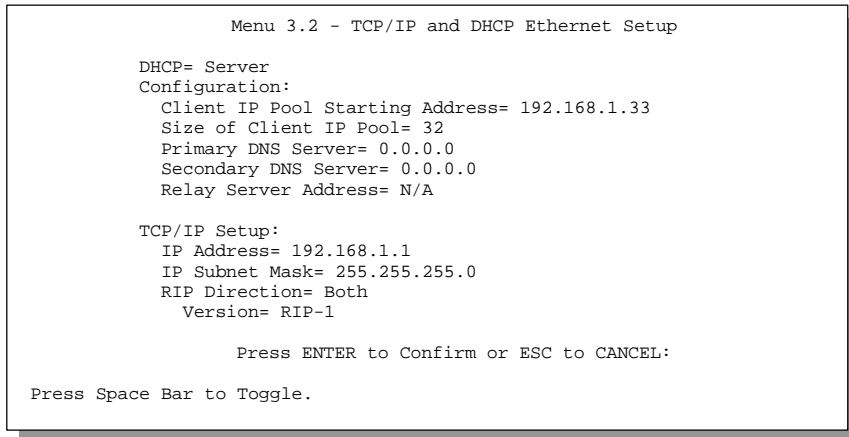 Menu 3.2 - TCP/IP and DHCP Ethernet Setup
DHCP= Server
Configuration:
Client IP Pool Starting Address= 192.168.1.33
Size of Client IP Pool= 32
Primary DNS Server= 0.0.0.0
Secondary DNS Server= 0.0.0.0
Relay Server Address= N/A
TCP/IP Setup:
IP Address= 192.168.1.1
IP Subnet Mask= 255.255.255.0
RIP Direction= Both
Version= RIP-1
Press ENTER to Confirm or ESC to CANCEL:
Press Space Bar to Toggle.